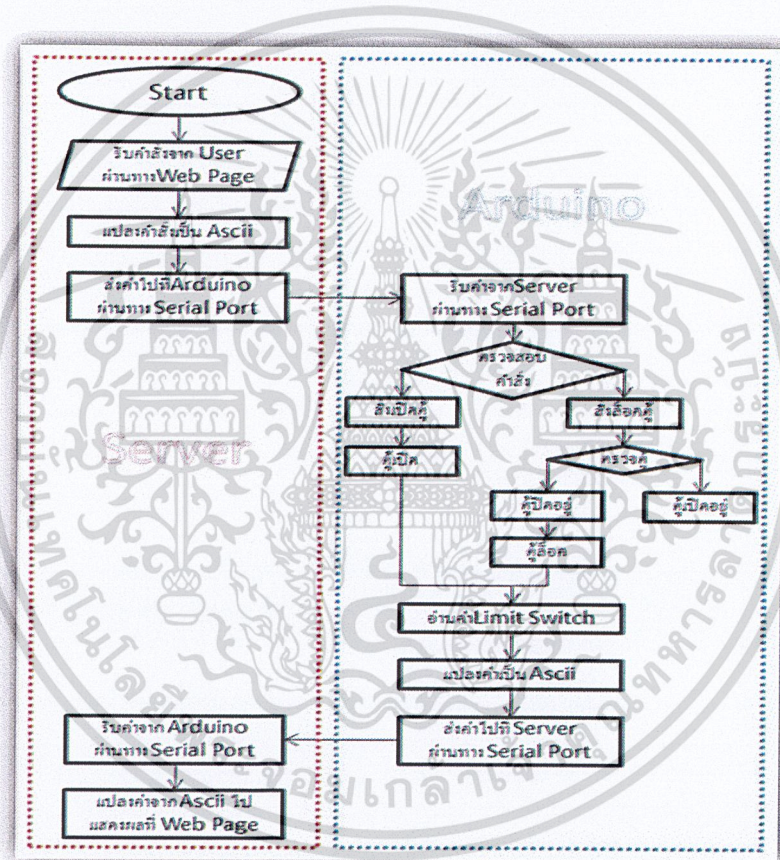 Start
รับคำสั่งจาก User
ผ่านทางWeb Page
แปลงคำสั่งเป็น Ascii
ส่งค่าไปที่Arduino
ผ่านทาง Serial Port
Server
รับค่าจาก Arduino
ผ่านทาง Serial Port
แปลงค่าจาก Ascii ไป
แสดงผลที่ Web Page
Arduino
รับค่าจากServer
ผ่านทาง Serial Port
ตรวจสอบ
คำสั่ง
สั่งเปิดตู้
ตู้เปิด
สั่งล็อคตู้
ตรวจตู้
ตู้ปิดอยู่
ตู้เปิดอยู่
ตู้ล็อค
อ่านค่าLimit Switch
แปลงค่าเป็น Ascii
ส่งค่าไปที่ Server
ผ่านทาง Serial Port